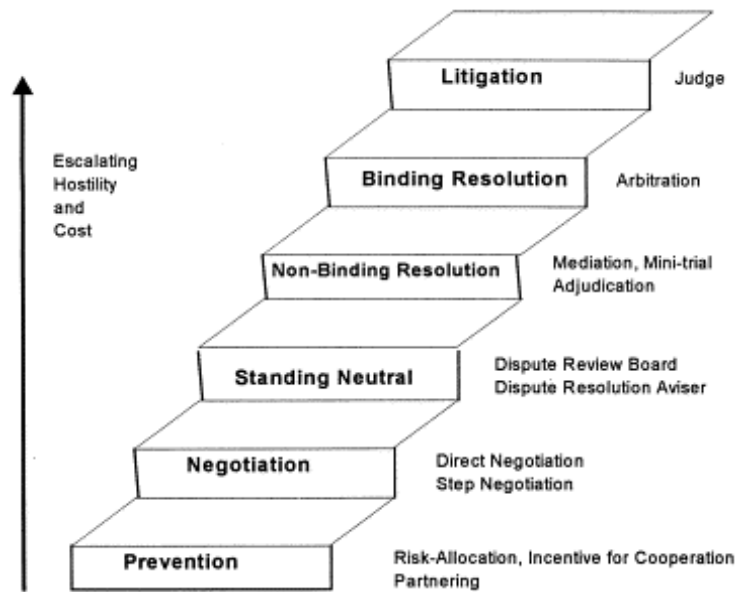 Litigation
Judge
Escalating
Hostility
and
Cost
Binding Resolution
Arbitration
Non-Binding Resolution
Mediation, Mini-trial
Adjudication
Standing Neutral
Dispute Review Board
Dispute Resolution Aviser
Negotiation
Direct Negotiation
Step Negotiation
Prevention
Risk-Allocation, Incentive for Cooperation
Partnering